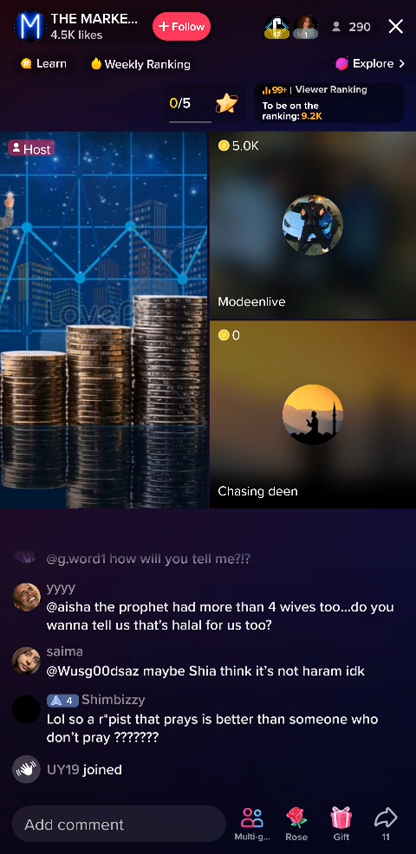 M
THE MARKE...
4.5K likes
+ Follow
1
290
Learn
Weekly Ranking
Explore >
0/5
99+ | Viewer Ranking
To be on the
ranking: 9.2K
Host
5.0K
Modeenlive
0
Chasing deen
@g.word1 how will you tell me?!?
yyyy
@aisha the prophet had more than 4 wives too...do you
wanna tell us that's halal for us too?
saima
@Wusg00dsaz maybe Shia think it's not haram idk
4 Shimbizzy
Lol so a r*pist that prays is better than someone who
don't pray ???????
UY19 joined
Add comment
Multi-g...
Rose
Gift
11